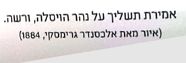 אמירת תשליך על נהר הויסלה, ורשה.
(איור מאת אלכסנדר גרימסקי, 1884)